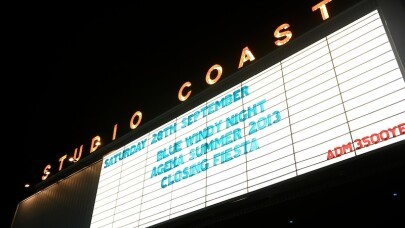 STUDIO COAST
SATURDAY 28TH SEPTEMBER
BLUE WINDY NIGHT
AGEHA SUMMER 2013
CLOSING FIESTA
ADM 3500YE